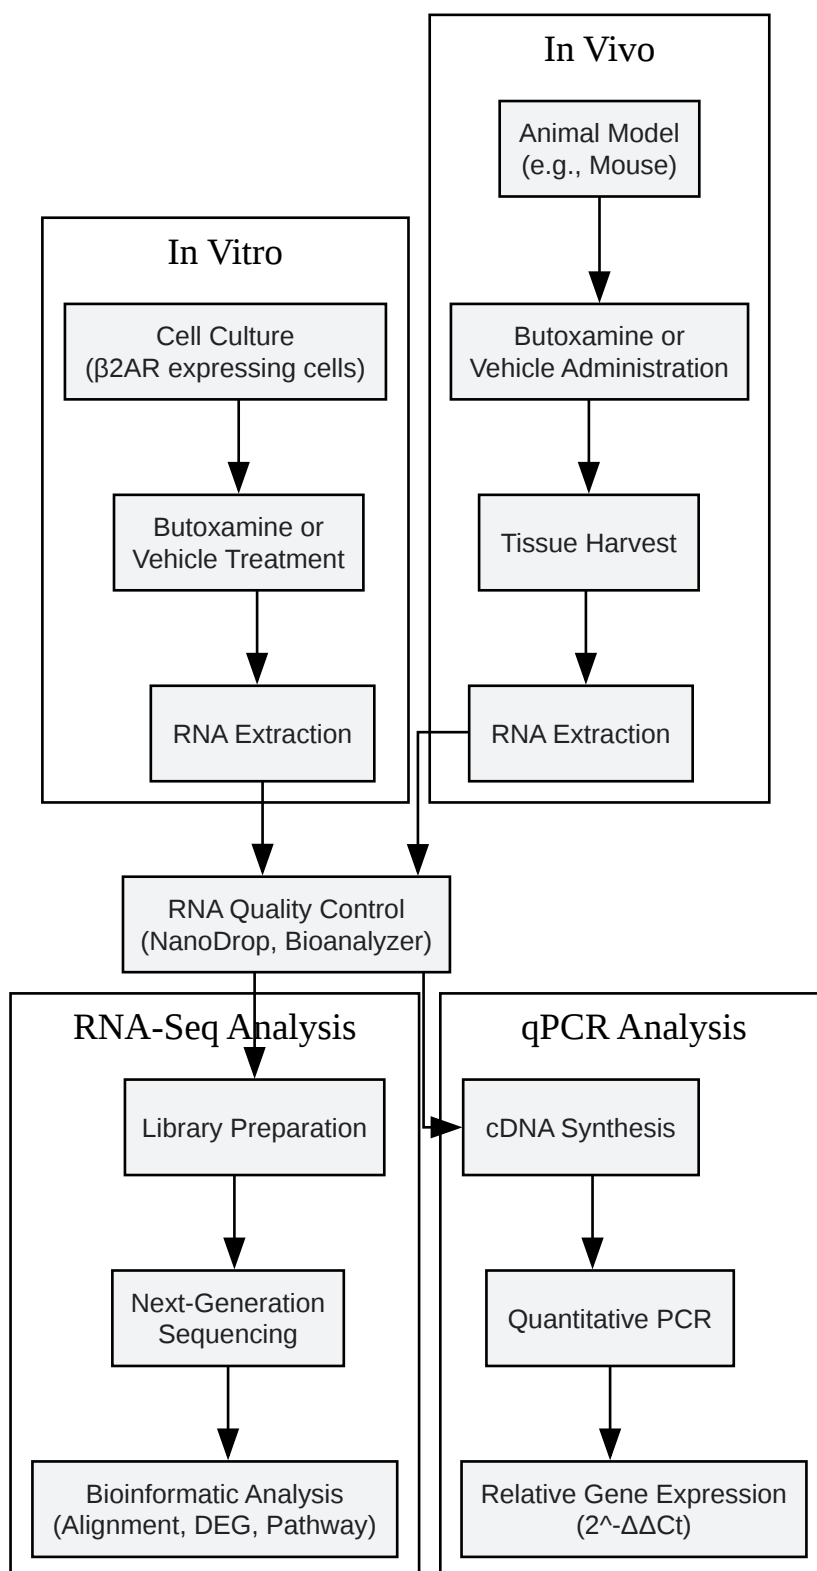 In Vivo
Animal Model
(e.g., Mouse)
Butoxamine or
Vehicle Administration
Tissue Harvest
RNA Extraction
In Vitro
Cell Culture
(β2AR expressing cells)
Butoxamine or
Vehicle Treatment
RNA Extraction
RNA Quality Control
(NanoDrop, Bioanalyzer)
RNA-Seq Analysis
Library Preparation
Next-Generation
Sequencing
Bioinformatic Analysis
(Alignment, DEG, Pathway)
qPCR Analysis
cDNA Synthesis
Quantitative PCR
Relative Gene Expression
(2^-ΔΔCt)